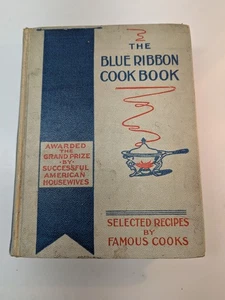 THE
BLUE RIBBON
COOK BOOK
AWARDED
THE
GRAND PRIZE
·BY·
SUCCESSFUL
AMERICAN
HOUSEWIVES
SELECTED RECIPES
BY
FAMOUS COOKS